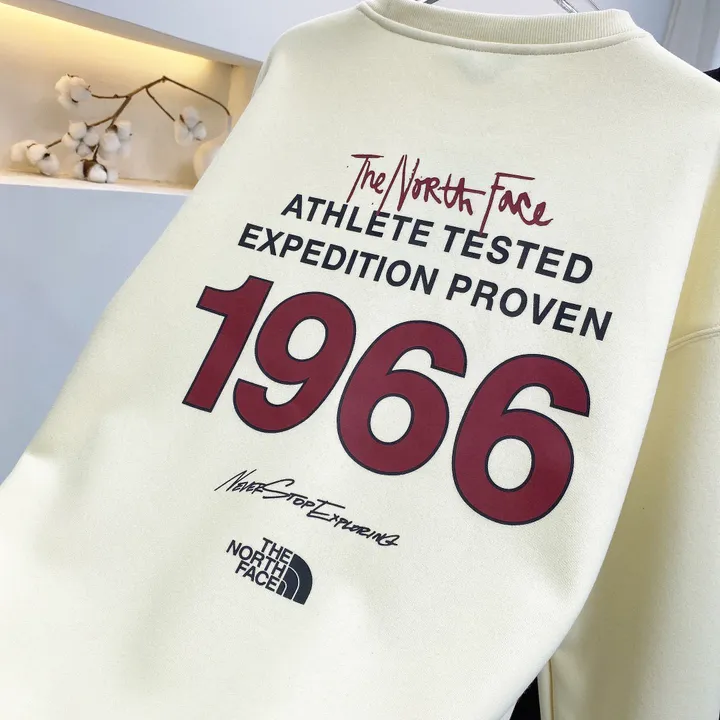 The North Face
ATHLETE TESTED
EXPEDITION PROVEN
1966
NEVER STOP EXPLORING
THE
NORTH
FACE